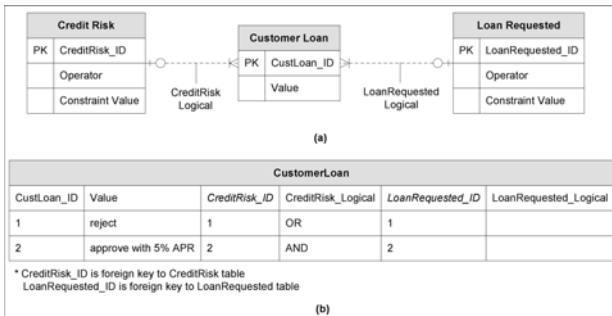 Credit Risk
PK CreditRisk_ID
Operator
Constraint Value
Customer Loan
PK CustLoan_ID
Value
Loan Requested
PK LoanRequested_ID
Operator
Constraint Value
CreditRisk
Logical
LoanRequested
Logical
(a)
CustomerLoan
CustLoan_ID Value CreditRisk_ID CreditRisk_Logical LoanRequested_ID LoanRequested_Logical
1 reject 1 OR 1
2 approve with 5% APR 2 AND 2
* CreditRisk_ID is foreign key to CreditRisk table
LoanRequested_ID is foreign key to LoanRequested table
(b)